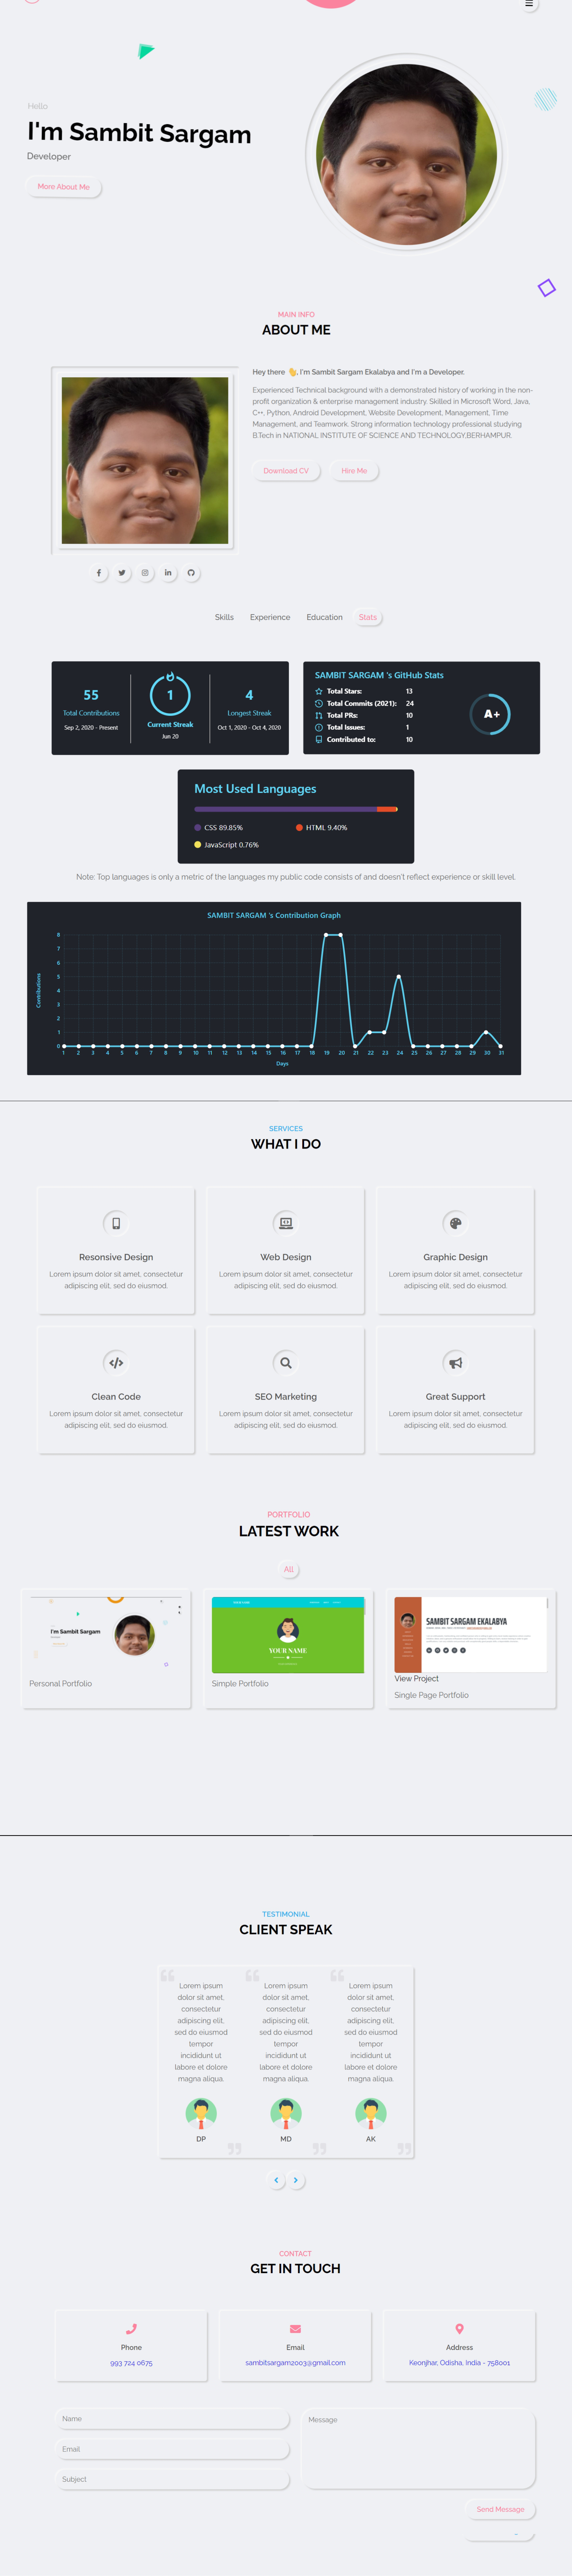 Hello
I'm Sambit Sargam
Developer
More About Me
MAIN INFO
ABOUT ME
Hey there 👋, I'm Sambit Sargam Ekalabya and I'm a Developer.
Experienced Technical background with a demonstrated history of working in the non-
profit organization & enterprise management industry. Skilled in Microsoft Word, Java,
C++, Python, Android Development, Website Development, Management, Time
Management, and Teamwork. Strong information technology professional studying
B.Tech in NATIONAL INSTITUTE OF SCIENCE AND TECHNOLOGY,BERHAMPUR.
Download CV Hire Me
Skills Experience Education Stats
55
Total Contributions
Sep 2, 2020 - Present
1
Current Streak
Jun 20
4
Longest Streak
Oct 1, 2020 - Oct 4, 2020
SAMBIT SARGAM 's GitHub Stats
Total Stars: 13
Total Commits (2021): 24
Total PRs: 10
Total Issues: 1
Contributed to: 10
A+
Most Used Languages
CSS 89.85% HTML 9.40%
JavaScript 0.76%
Note: Top languages is only a metric of the languages my public code consists of and doesn't reflect experience or skill level.
SAMBIT SARGAM 's Contribution Graph
Contributions
8
7
6
5
4
3
2
1
0
1 2 3 4 5 6 7 8 9 10 11 12 13 14 15 16 17 18 19 20 21 22 23 24 25 26 27 28 29 30 31
Days
SERVICES
WHAT I DO
Resonsive Design
Lorem ipsum dolor sit amet, consectetur
adipiscing elit, sed do eiusmod.
Web Design
Lorem ipsum dolor sit amet, consectetur
adipiscing elit, sed do eiusmod.
Graphic Design
Lorem ipsum dolor sit amet, consectetur
adipiscing elit, sed do eiusmod.
Clean Code
Lorem ipsum dolor sit amet, consectetur
adipiscing elit, sed do eiusmod.
SEO Marketing
Lorem ipsum dolor sit amet, consectetur
adipiscing elit, sed do eiusmod.
Great Support
Lorem ipsum dolor sit amet, consectetur
adipiscing elit, sed do eiusmod.
PORTFOLIO
LATEST WORK
All
I'm Sambit Sargam
Personal Portfolio
YOUR NAME
Simple Portfolio
SAMBIT SARGAM EKALABYA
View Project
Single Page Portfolio
TESTIMONIAL
CLIENT SPEAK
Lorem ipsum
dolor sit amet,
consectetur
adipiscing elit,
sed do eiusmod
tempor
incididunt ut
labore et dolore
magna aliqua.
DP
Lorem ipsum
dolor sit amet,
consectetur
adipiscing elit,
sed do eiusmod
tempor
incididunt ut
labore et dolore
magna aliqua.
MD
Lorem ipsum
dolor sit amet,
consectetur
adipiscing elit,
sed do eiusmod
tempor
incididunt ut
labore et dolore
magna aliqua.
AK
CONTACT
GET IN TOUCH
Phone
993 724 0675
Email
sambitsargam2003@gmail.com
Address
Keonjhar, Odisha, India - 758001
Name
Email
Subject
Message
Send Message